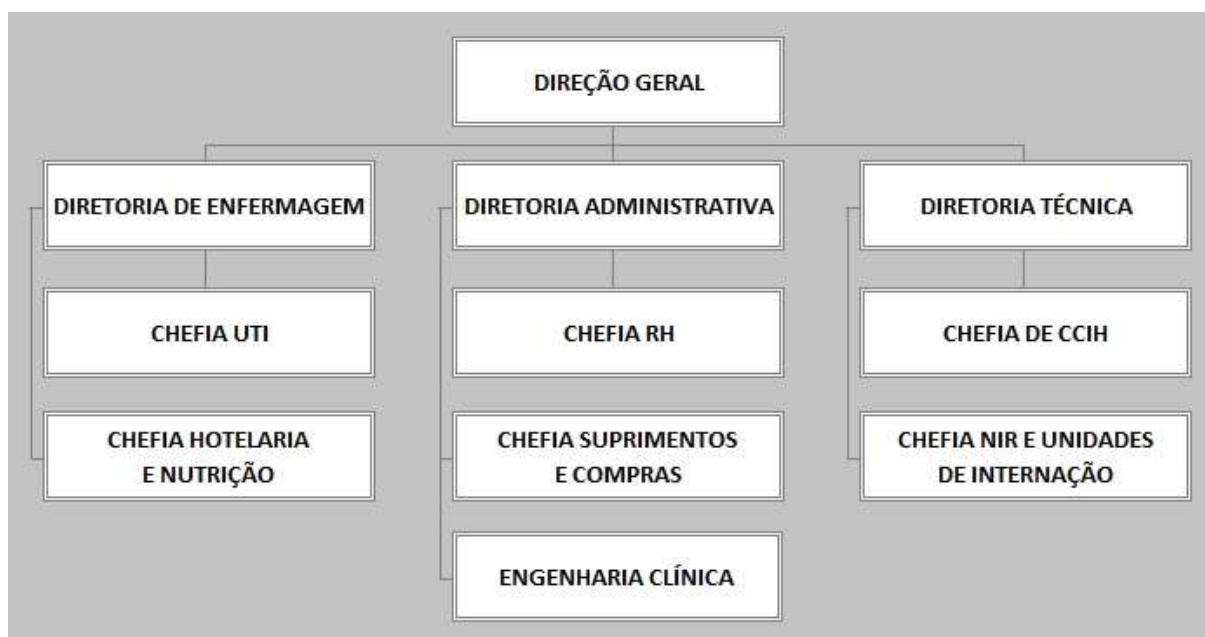 DIREÇÃO GERAL
DIRETORIA DE ENFERMAGEM
DIRETORIA ADMINISTRATIVA
DIRETORIA TÉCNICA
CHEFIA UTI
CHEFIA RH
CHEFIA DE CCIH
CHEFIA HOTELARIA
E NUTRIÇÃO
CHEFIA SUPRIMENTOS
E COMPRAS
CHEFIA NIR E UNIDADES
DE INTERNAÇÃO
ENGENHARIA CLÍNICA